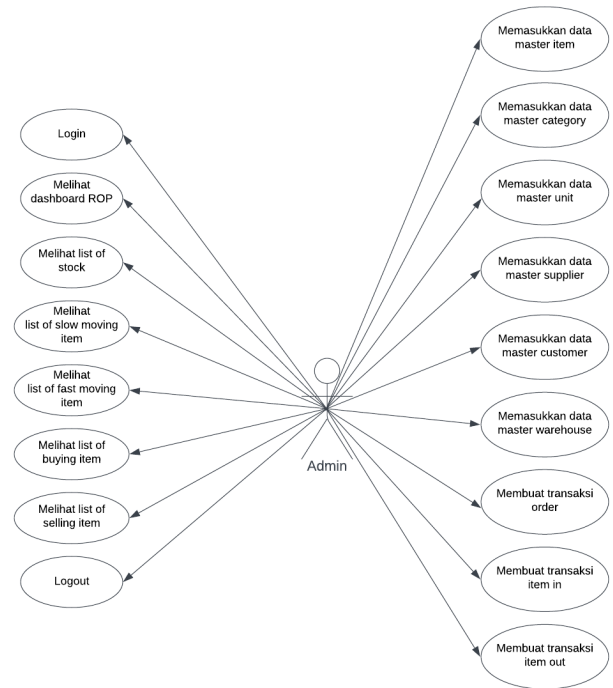 Login
Melihat
dashboard ROP
Melihat list of
stock
Melihat
list of slow moving
item
Melihat
list of fast moving
item
Melihat list of
buying item
Melihat list of
selling item
Logout
Admin
Memasukkan data
master item
Memasukkan data
master category
Memasukkan data
master unit
Memasukkan data
master supplier
Memasukkan data
master customer
Memasukkan data
master warehouse
Membuat transaksi
order
Membuat transaksi
item in
Membuat transaksi
item out